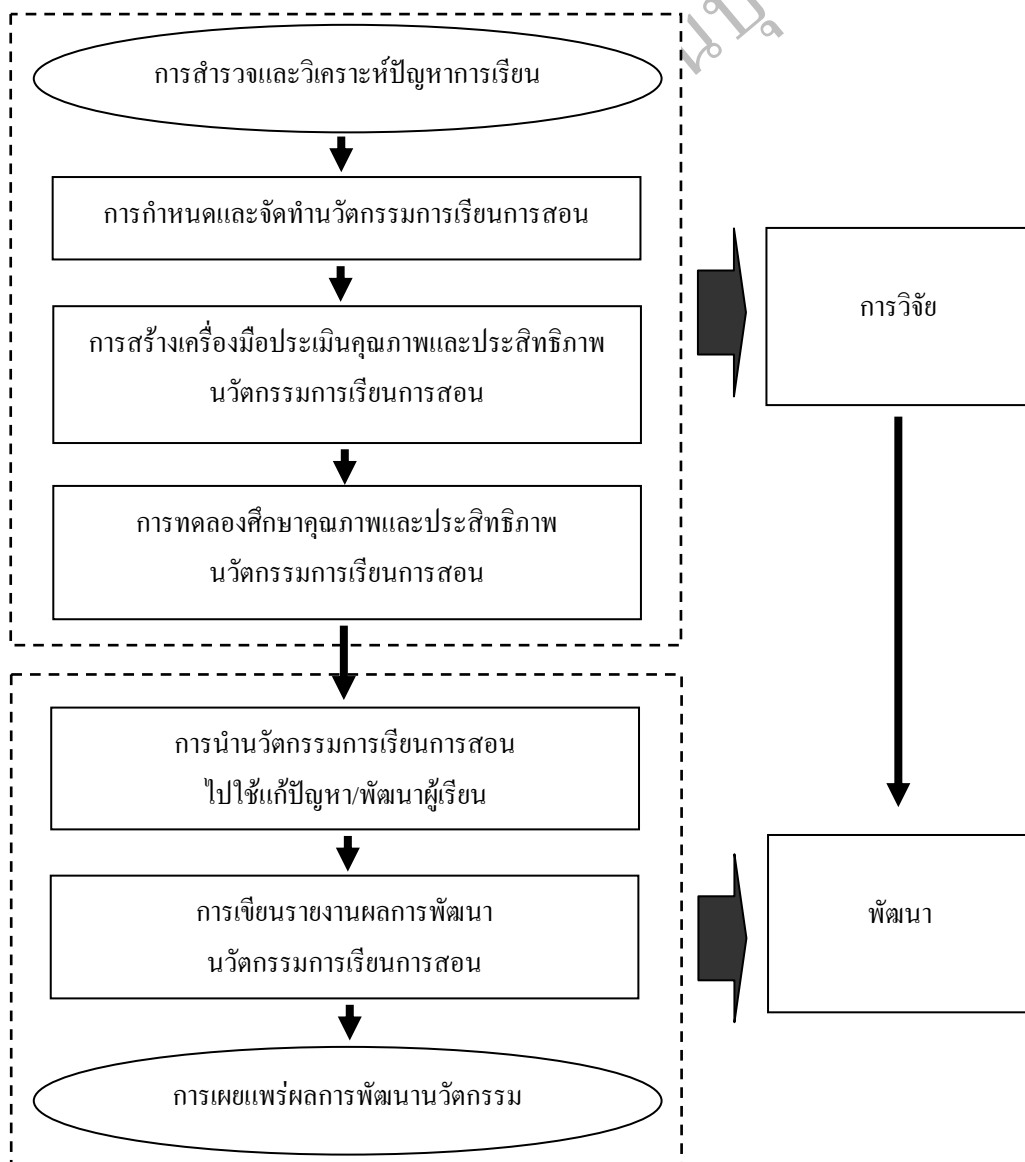 การสำรวจและวิเคราะห์ปัญหาการเรียน
การกำหนดและจัดทำนวัตกรรมการเรียนการสอน
การสร้างเครื่องมือประเมินคุณภาพและประสิทธิภาพ
นวัตกรรมการเรียนการสอน
การทดลองศึกษาคุณภาพและประสิทธิภาพ
นวัตกรรมการเรียนการสอน
การวิจัย
การนำนวัตกรรมการเรียนการสอน
ไปใช้แก้ปัญหา/พัฒนาผู้เรียน
การเขียนรายงานผลการพัฒนา
นวัตกรรมการเรียนการสอน
การเผยแพร่ผลการพัฒนานวัตกรรม
พัฒนา